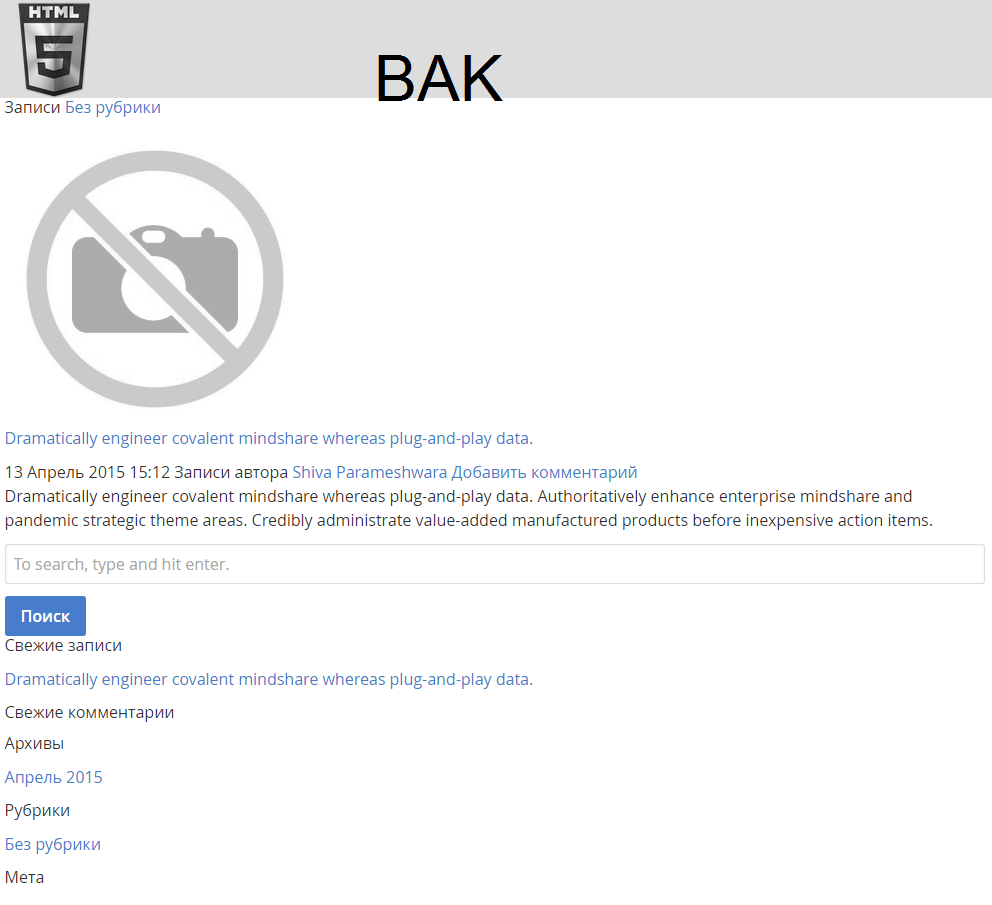 HTML
5
BAK
Записи Без рубрики
Dramatically engineer covalent mindshare whereas plug-and-play data.
13 Апрель 2015 15:12 Записи автора Shiva Parameshwara Добавить комментарий
Dramatically engineer covalent mindshare whereas plug-and-play data. Authoritatively enhance enterprise mindshare and
pandemic strategic theme areas. Credibly administrate value-added manufactured products before inexpensive action items.
To search, type and hit enter.
Поиск
Свежие записи
Dramatically engineer covalent mindshare whereas plug-and-play data.
Свежие комментарии
Архивы
Апрель 2015
Рубрики
Без рубрики
Мета